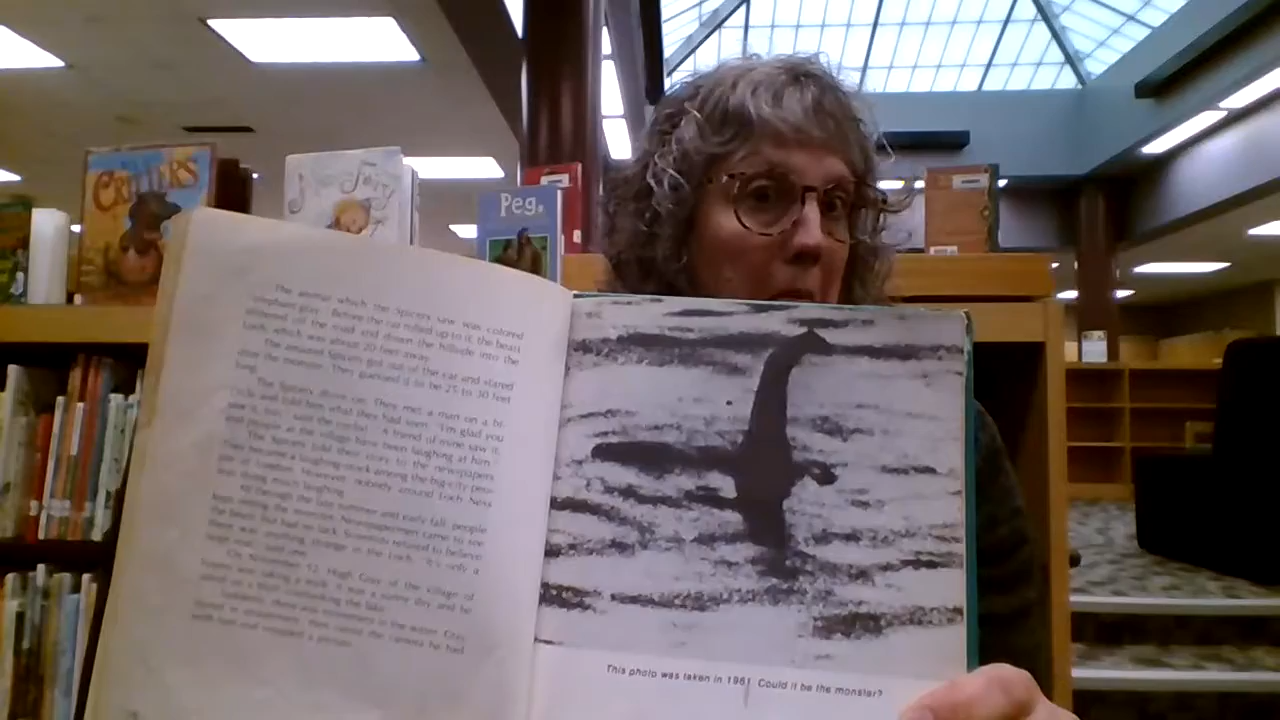 CRITTERS
Fairy
Peg.
The animal which the Spicers saw was colored
elephant gray. Before the car rolled up to it, the beast
slithered off the road and down the hillside into the
Loch, which was about 20 feet away.
The amazed Spicers got out of the car and stared
after the monster. They guessed it to be 25 to 30 feet
long.
The Spicers drove on. They met a man on a bi-
cycle and told him what they had seen. "I'm glad you
saw it, too," said the cyclist. "A friend of mine saw it,
and people at the village have been laughing at him."
The Spicers told their story to the newspapers
They became a laughing-stock among the big-city peo-
ple of London. However, nobody around Loch Ness
was doing much laughing.
All through the late summer and early fall, people
kept seeing the monster. Newspapermen came to see
the beast, but had no luck. Scientists refused to believe
there was anything strange in the Loch. "It's only a
large
On November 12, Hugh Gray of the village of
Foyers was taking a walk. It was a sunny day and he
stood on a bluff overlooking the lake.
Suddenly, there was
the water. Gray
stared in amazement, then raised the camera he had
with him and snapped a picture.
This photo was taken in 1961 Could it be the monster?